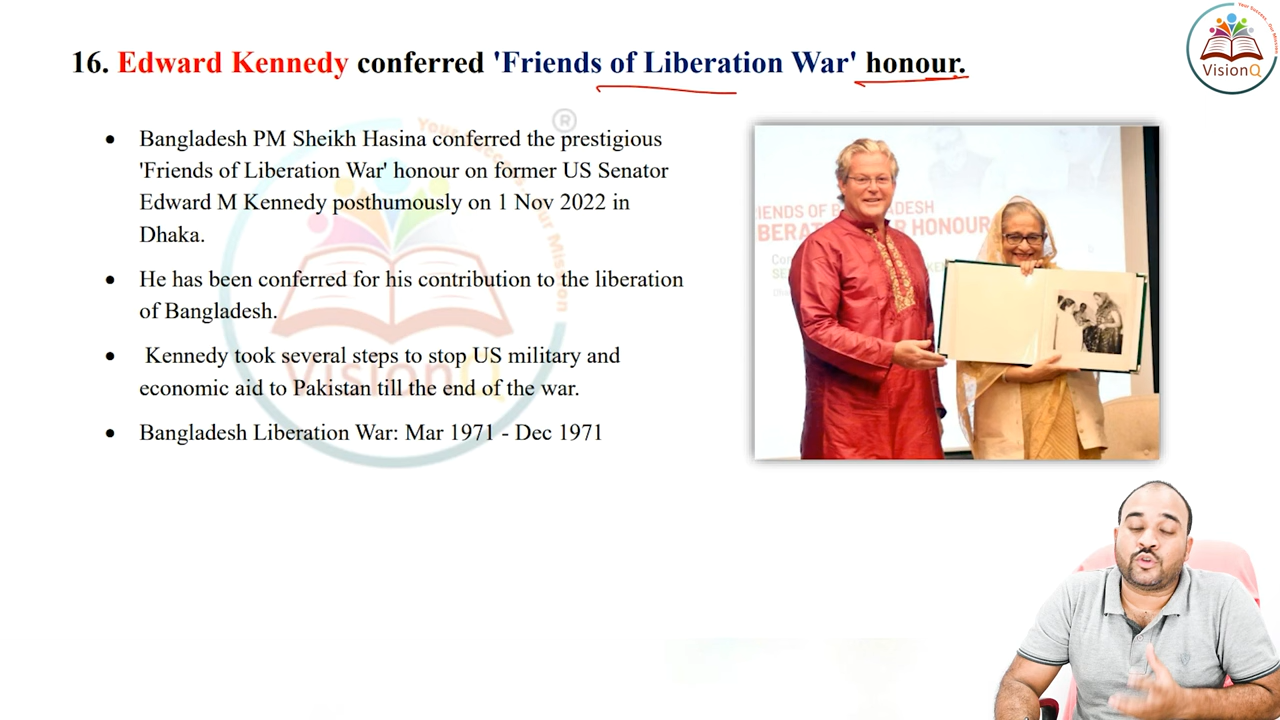 16. Edward Kennedy conferred 'Friends of Liberation War' honour.
VisionQ
• Bangladesh PM Sheikh Hasina conferred the prestigious
'Friends of Liberation War' honour on former US Senator
Edward M Kennedy posthumously on 1 Nov 2022 in
Dhaka.
• He has been conferred for his contribution to the liberation
of Bangladesh.
• Kennedy took several steps to stop US military and
economic aid to Pakistan till the end of the war.
• Bangladesh Liberation War: Mar 1971 - Dec 1971
VisionQ
®
HONOUR